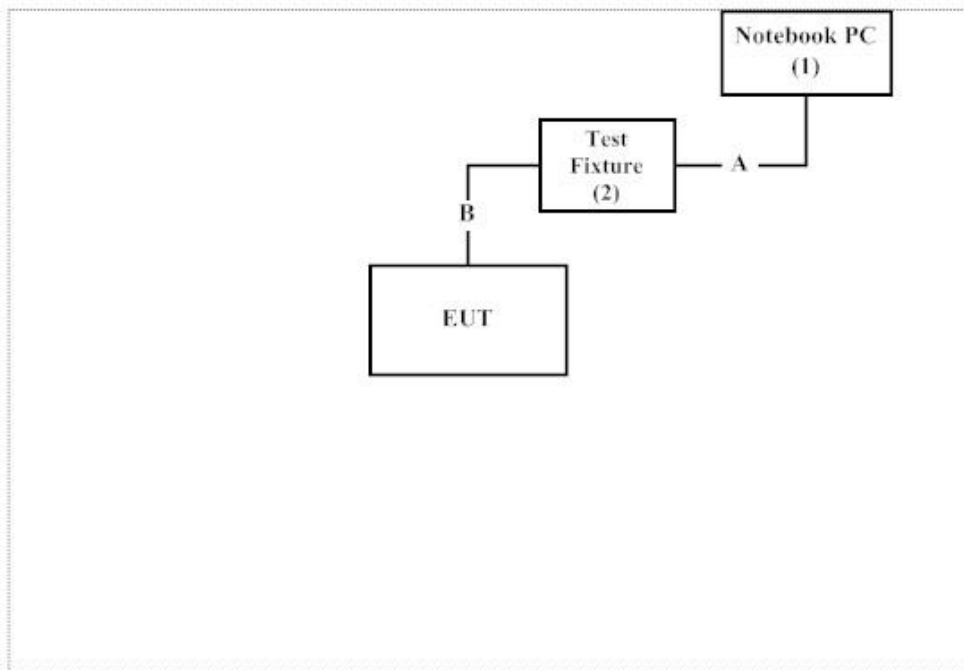 Notebook PC
(1)
Test
Fixture
(2)
A
B
EUT